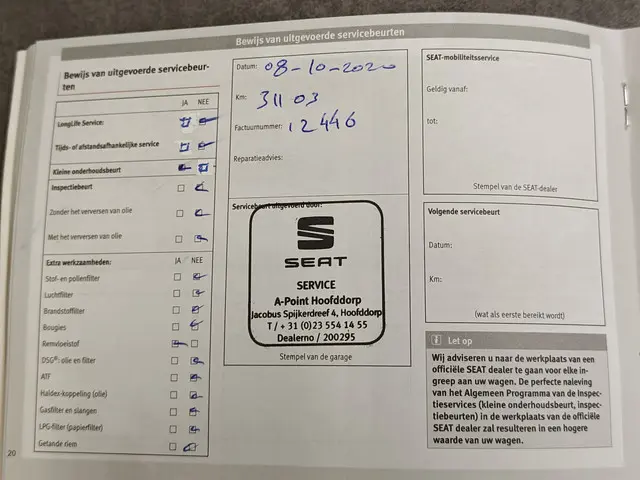 Bewijs van uitgevoerde servicebeurten
Bewijs van uitgevoerde servicebeur-
ten
JA NEE
LongLife Service:
Tijds- of afstandsafhankelijke service
Kleine onderhoudsbeurt
Inspectiebeurt
Zonder het verversen van olie
Met het verversen van olie
Extra werkzaamheden: JA NEE
Stof- en pollenfilter
Luchtfilter
Brandstoffilter
Bougies
Remvloeistof
DSG®: olie en filter
ATF
Haldex-koppeling (olie)
Gasfilter en slangen
LPG-filter (papierfilter)
Getande riem
20
Datum: 08-10-2020
Km: 31103
Factuurnummer: 12446
Reparatieadvies:
Servicebeurt uitgevoerd door:
SEAT
SERVICE
A-Point Hoofddorp
Jacobus Spijkerdreef 4, Hoofddorp
T / + 31 (0)23 554 14 55
Dealerno / 200295
Stempel van de garage
SEAT-mobiliteitsservice
Geldig vanaf:
tot:
Stempel van de SEAT-dealer
Volgende servicebeurt
Datum:
Km:
(wat als eerste bereikt wordt)
Let op
Wij adviseren u naar de werkplaats van een
officiële SEAT dealer te gaan voor elke in-
greep aan uw wagen. De perfecte naleving
van het Algemeen Programma van de Inspec-
tieservices (kleine onderhoudsbeurt, inspec-
tiebeurten) in de werkplaats van de officiële
SEAT dealer zal resulteren in een hogere
waarde van uw wagen.